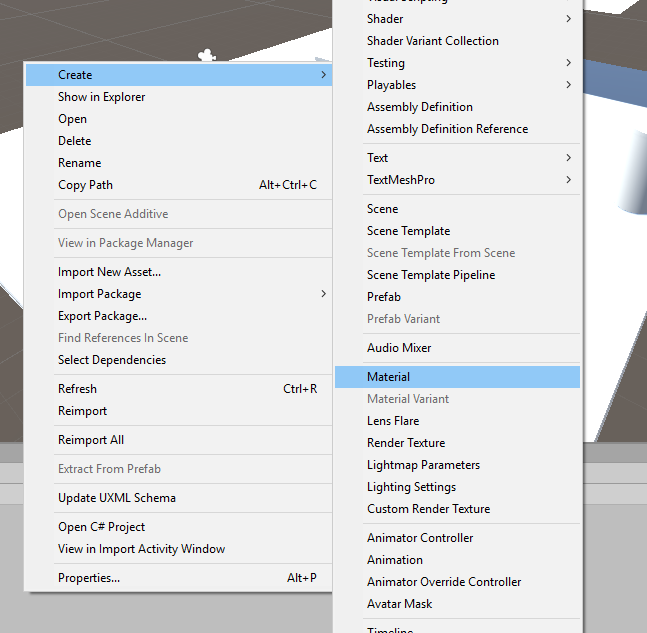 Create
Show in Explorer
Open
Delete
Rename
Copy Path Alt+Ctrl+C
Open Scene Additive
View in Package Manager
Import New Asset...
Import Package
Export Package...
Find References In Scene
Select Dependencies
Refresh Ctrl+R
Reimport
Reimport All
Extract From Prefab
Update UXML Schema
Open C# Project
View in Import Activity Window
Properties... Alt+P
Shader
Shader Variant Collection
Testing
Playables
Assembly Definition
Assembly Definition Reference
Text
TextMeshPro
Scene
Scene Template
Scene Template From Scene
Scene Template Pipeline
Prefab
Prefab Variant
Audio Mixer
Material
Material Variant
Lens Flare
Render Texture
Lightmap Parameters
Lighting Settings
Custom Render Texture
Animator Controller
Animation
Animator Override Controller
Avatar Mask
Timeline